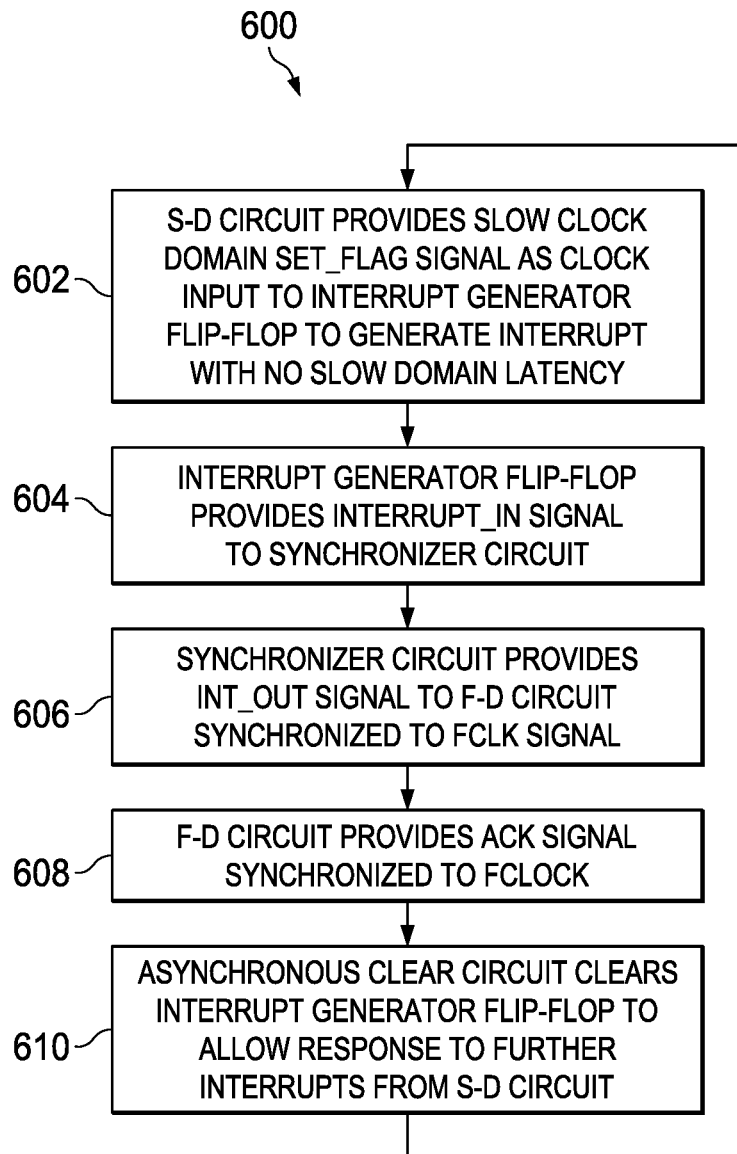 600
602
S-D CIRCUIT PROVIDES SLOW CLOCK
DOMAIN SET_FLAG SIGNAL AS CLOCK
INPUT TO INTERRUPT GENERATOR
FLIP-FLOP TO GENERATE INTERRUPT
WITH NO SLOW DOMAIN LATENCY
604
INTERRUPT GENERATOR FLIP-FLOP
PROVIDES INTERRUPT_IN SIGNAL
TO SYNCHRONIZER CIRCUIT
606
SYNCHRONIZER CIRCUIT PROVIDES
INT_OUT SIGNAL TO F-D CIRCUIT
SYNCHRONIZED TO FCLK SIGNAL
608
F-D CIRCUIT PROVIDES ACK SIGNAL
SYNCHRONIZED TO FCLOCK
610
ASYNCHRONOUS CLEAR CIRCUIT CLEARS
INTERRUPT GENERATOR FLIP-FLOP TO
ALLOW RESPONSE TO FURTHER
INTERRUPTS FROM S-D CIRCUIT